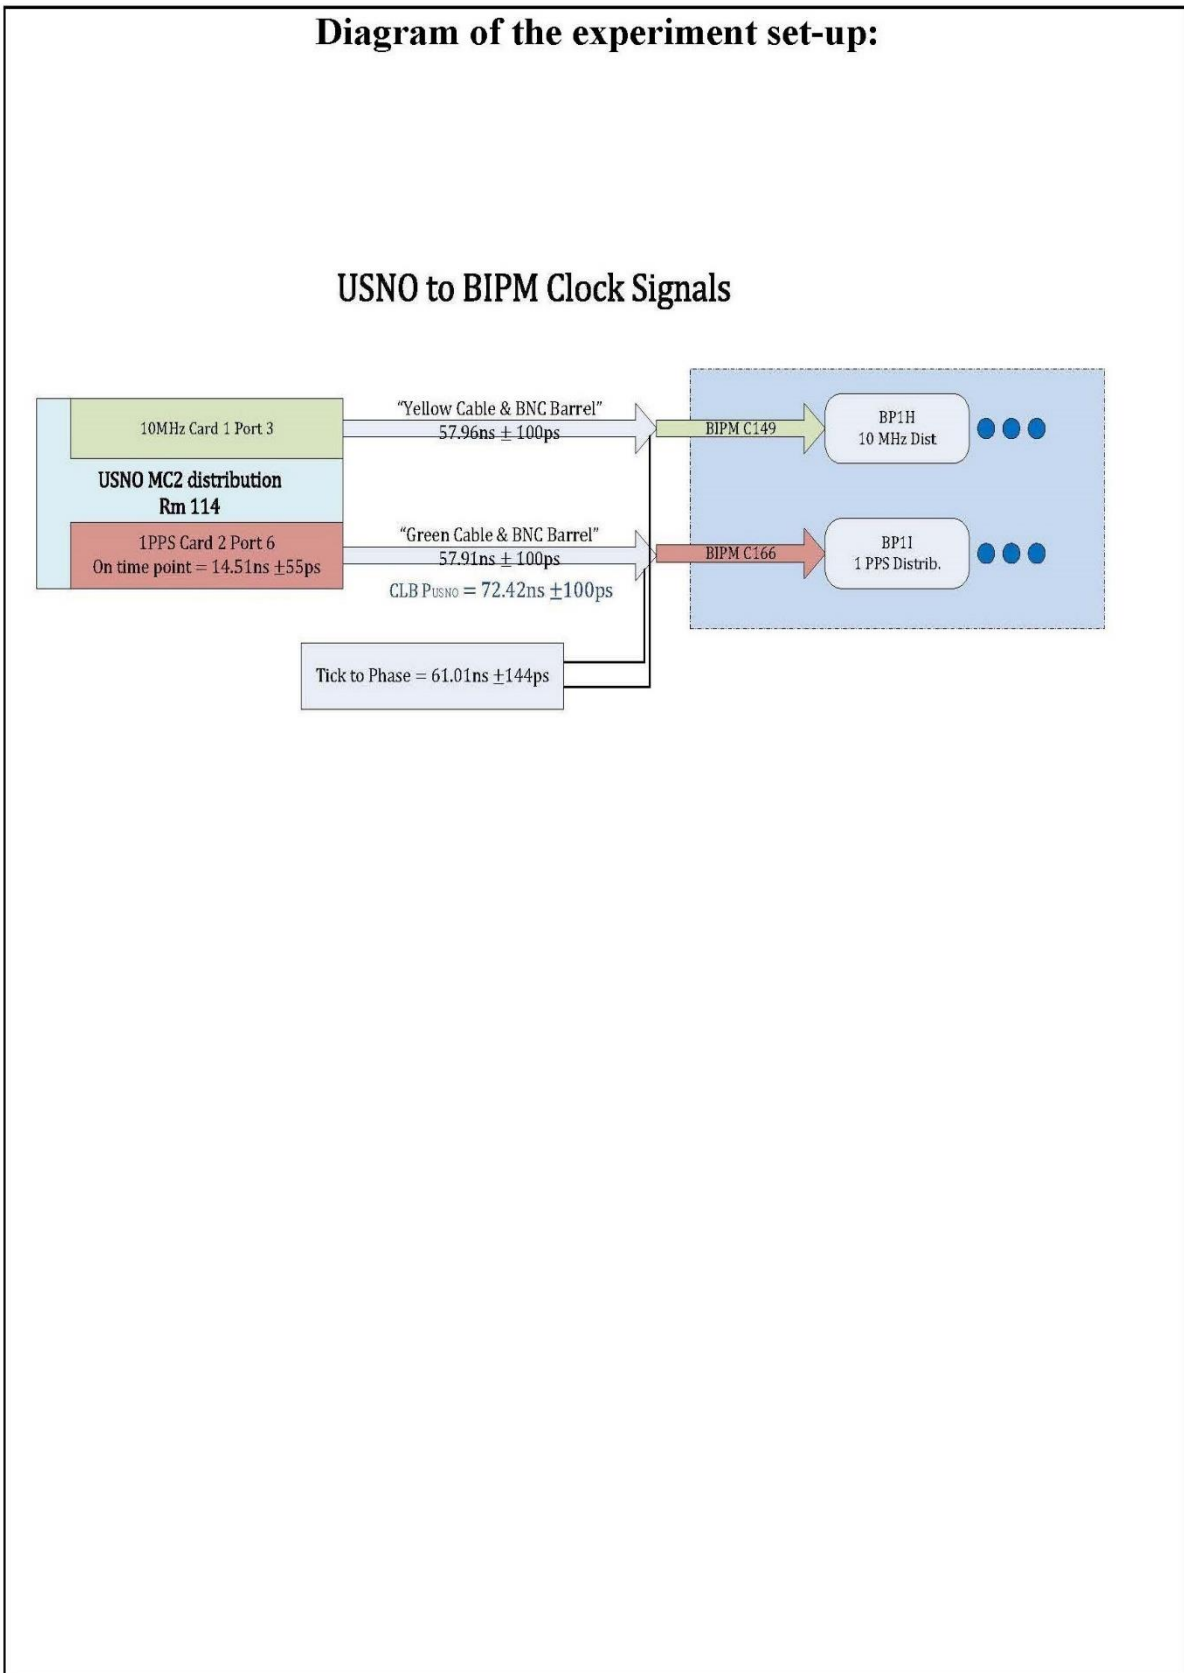 Diagram of the experiment set-up:
USNO to BIPM Clock Signals
10MHz Card 1 Port 3
"Yellow Cable & BNC Barrel"
57.96ns ± 100ps
BIPM C149
BP1H
10 MHz Dist
USNO MC2 distribution
Rm 114
1PPS Card 2 Port 6
On time point = 14.51ns ±55ps
"Green Cable & BNC Barrel"
57.91ns ± 100ps
CLB PUSNO = 72.42ns ±100ps
BIPM C166
BP1I
1 PPS Distrib.
Tick to Phase = 61.01ns ±144ps